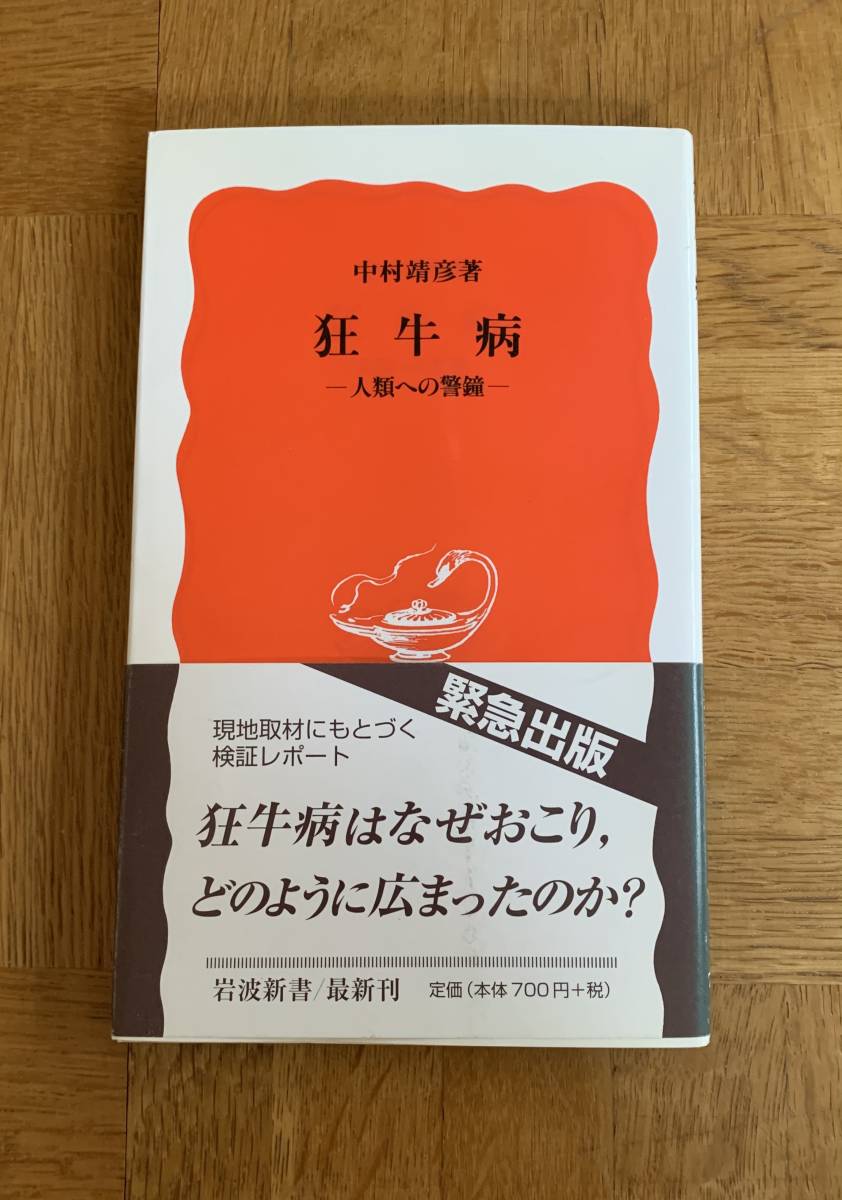 中村靖彦著
狂牛病
―人類への警鐘―
緊急出版
現地取材にもとづく
検証レポート
狂牛病はなぜおこり,
どのように広まったのか?
岩波新書/最新刊 定価(本体700円+税)